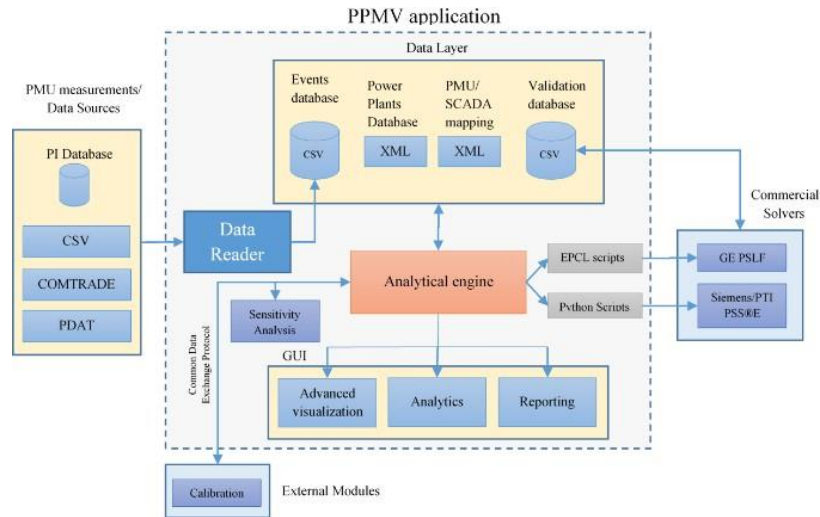 PPMV application
Data Layer
PMU measurements/
Data Sources
PI Database
CSV
COMTRADE
PDAT
Events
database
CSV
Power
Plants
Database
XML
PMU/
SCADA
mapping
XML
Validation
database
CSV
Data
Reader
Analytical engine
EPCL scripts
Python Scripts
Commercial
Solvers
GE PSLF
Siemens/PTI
PSS®E
Sensitivity
Analysis
Common Data
Exchange Protocol
GUI
Advanced
visualization
Analytics
Reporting
Calibration
External Modules